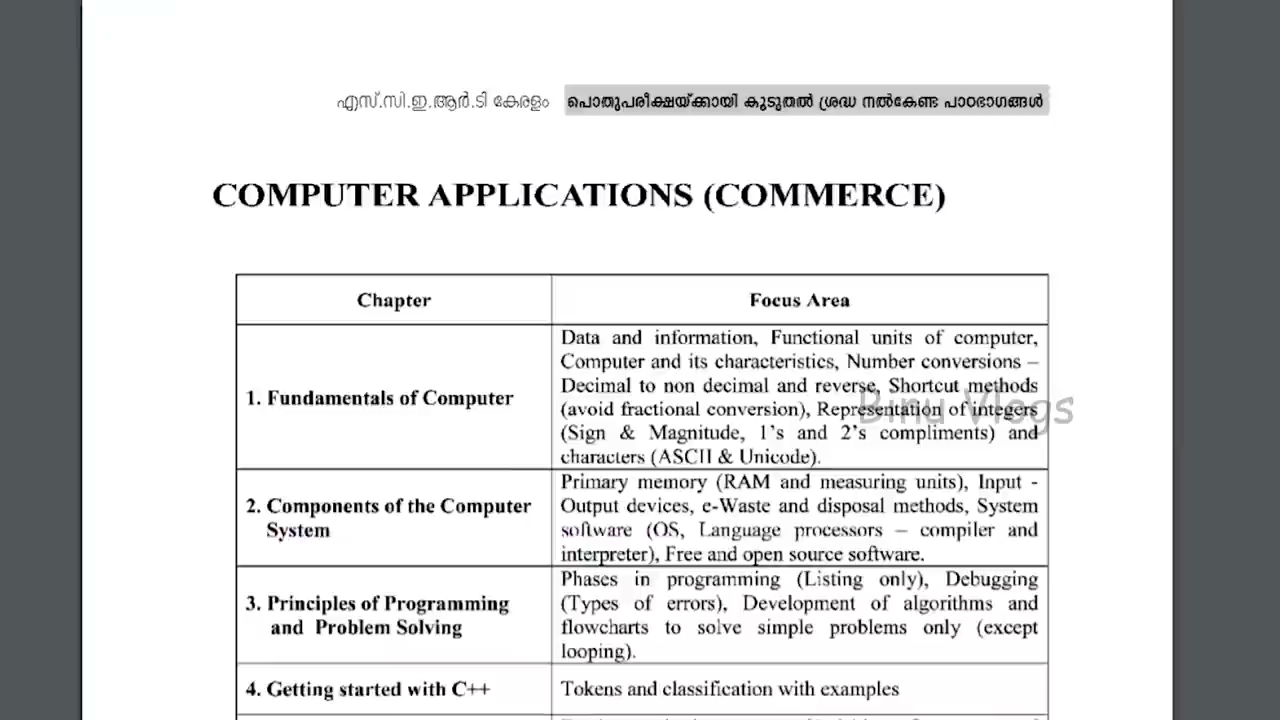 എസ്.സി.ഇ.ആർ.ടി കേരളം പൊതുപരീക്ഷയ്ക്കായി കൂടുതൽ ശ്രദ്ധ നൽകേണ്ട പാഠഭാഗങ്ങൾ
COMPUTER APPLICATIONS (COMMERCE)
Chapter
Focus Area
1. Fundamentals of Computer
Data and information, Functional units of computer,
Computer and its characteristics, Number conversions –
Decimal to non decimal and reverse, Shortcut methods
(avoid fractional conversion), Representation of integers
(Sign & Magnitude, 1's and 2's compliments) and
characters (ASCII & Unicode).
Binu Vlogs
2. Components of the Computer
System
Primary memory (RAM and measuring units), Input -
Output devices, e-Waste and disposal methods, System
software (OS, Language processors – compiler and
interpreter), Free and open source software.
3. Principles of Programming
and Problem Solving
Phases in programming (Listing only), Debugging
(Types of errors), Development of algorithms and
flowcharts to solve simple problems only (except
looping).
4. Getting started with C++
Tokens and classification with examples